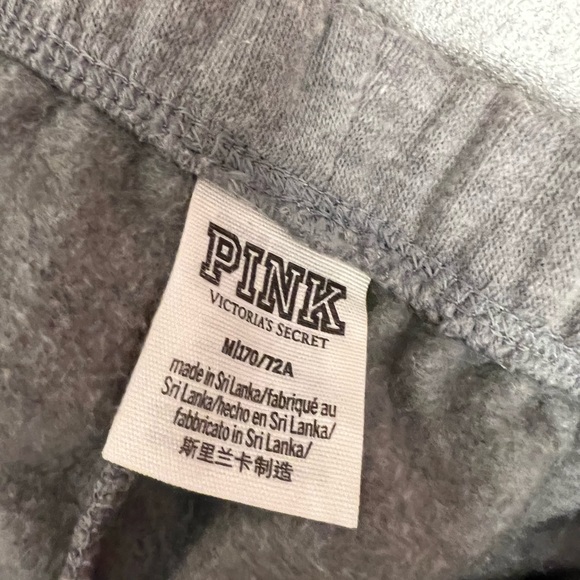 PINK
VICTORIA'S SECRET
M/170/72A
made in Sri Lanka/fabriqué au
Sri Lanka/hecho en Sri Lanka/
fabbricato in Sri Lanka/
斯里兰卡制造